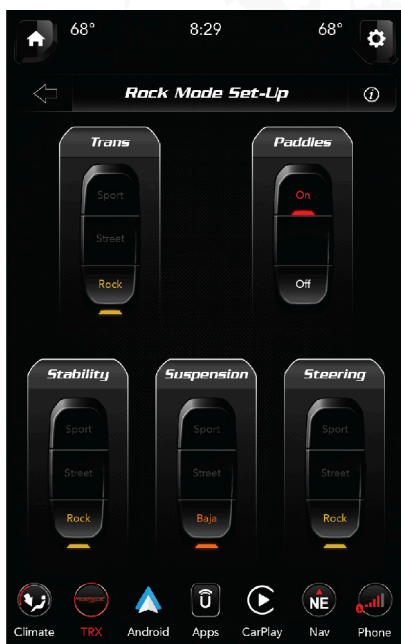 68° 8:29 68°
Rock Mode Set-Up
Trans
Sport
Street
Rock
Paddles
On
Off
Stability
Sport
Street
Rock
Suspension
Sport
Street
Baja
Steering
Sport
Street
Rock
NE
Climate TRX Android Apps CarPlay Nav Phone